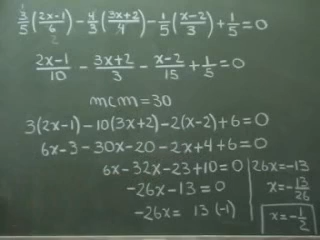 3/5(2x-1/6)-4/3(3x+2/4)-1/5(x-2/3)+1/5=0
2x-1/10-3x+2/3-x-2/15+1/5=0
mcm=30
3(2x-1)-10(3x+2)-2(x-2)+6=0
6x-3-30x-20-2x+4+6=0
6x-32x-23+10=0
-26x-13=0
-26x= 13 (-1)
26x=-13
x=-13/26
x=-1/2